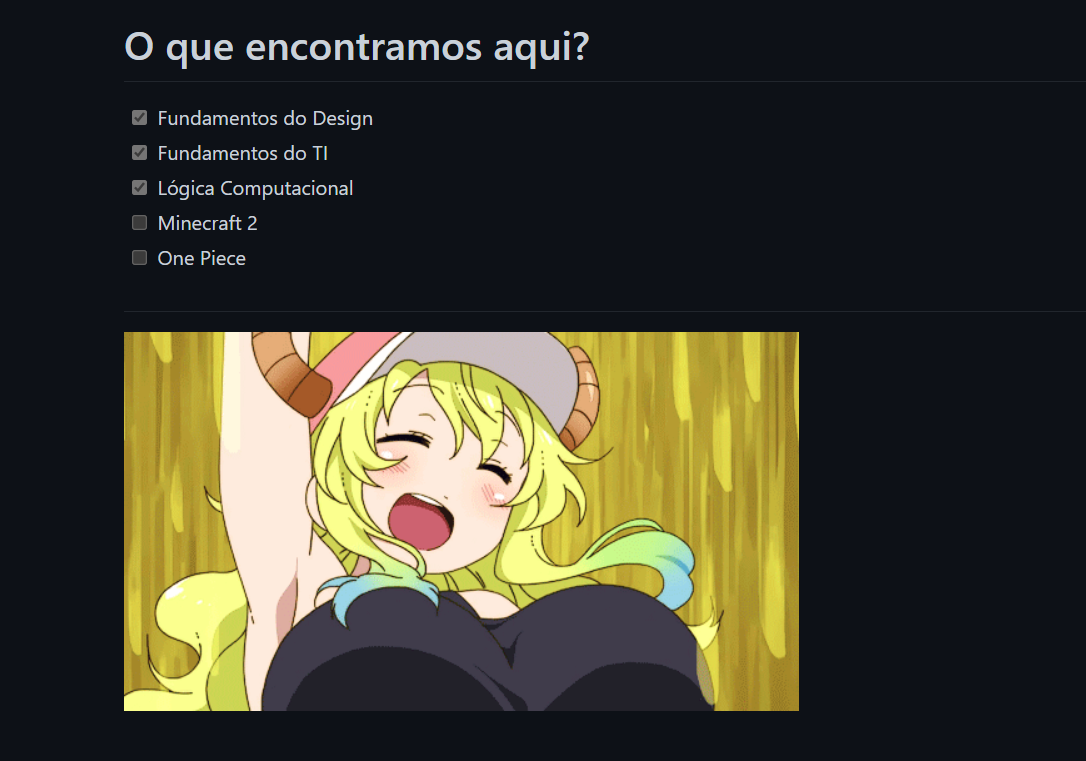 O que encontramos aqui?
Fundamentos do Design
Fundamentos do TI
Lógica Computacional
Minecraft 2
One Piece